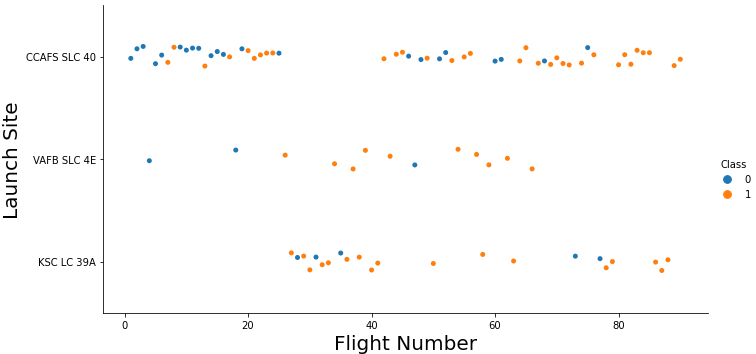 CCAFS SLC 40
VAFB SLC 4E
KSC LC 39A
Launch Site
0 20 40 60 80
Flight Number
Class
0
1